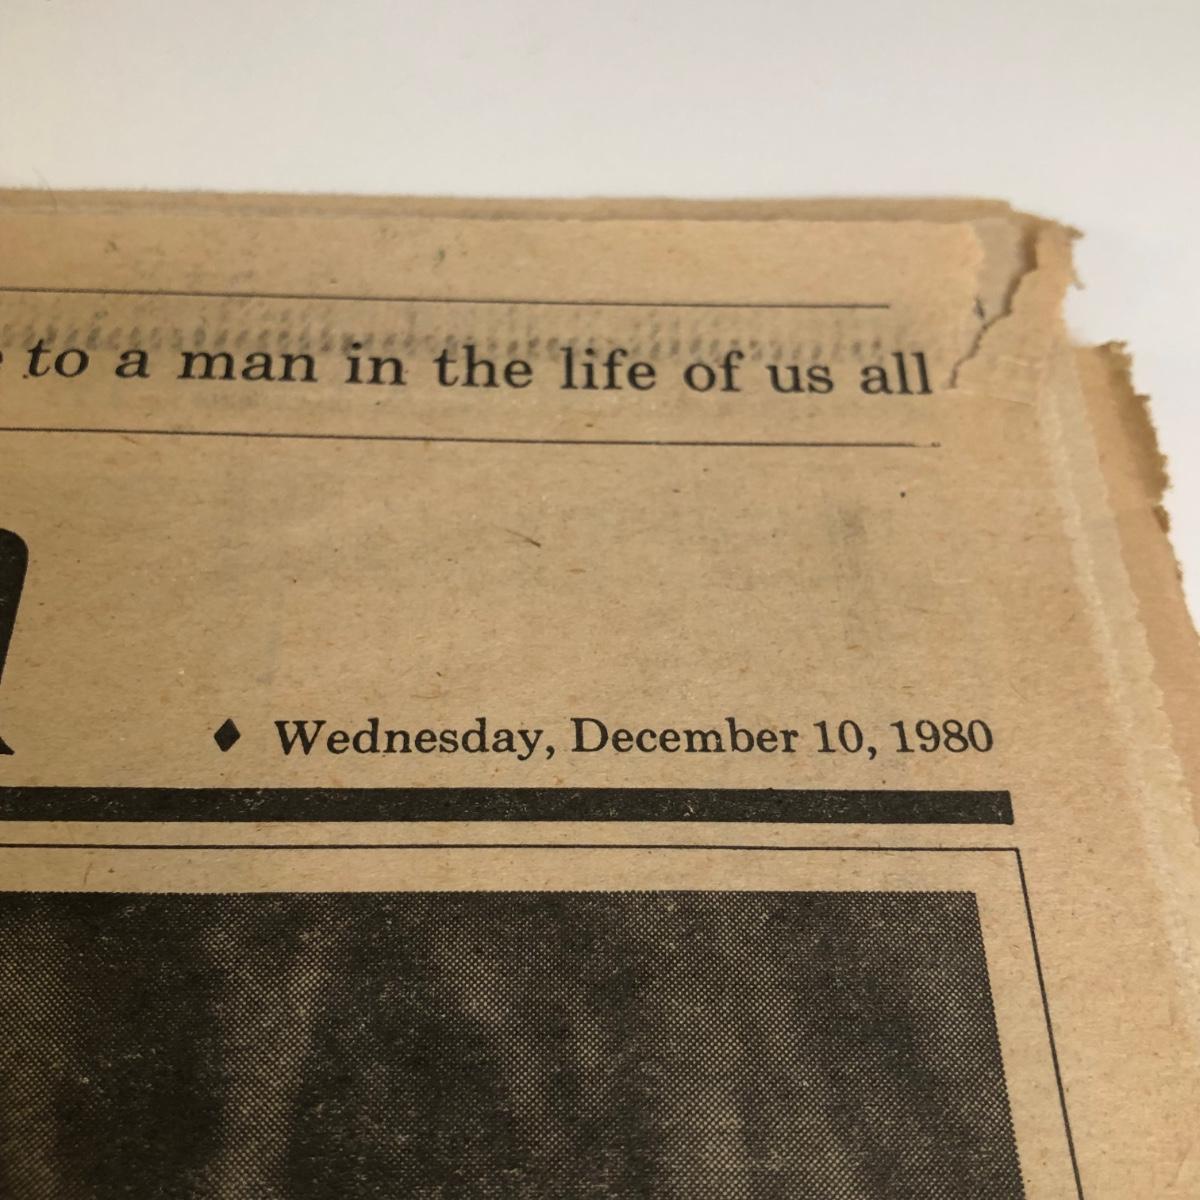 to a man in the life of us all
♦ Wednesday, December 10, 1980